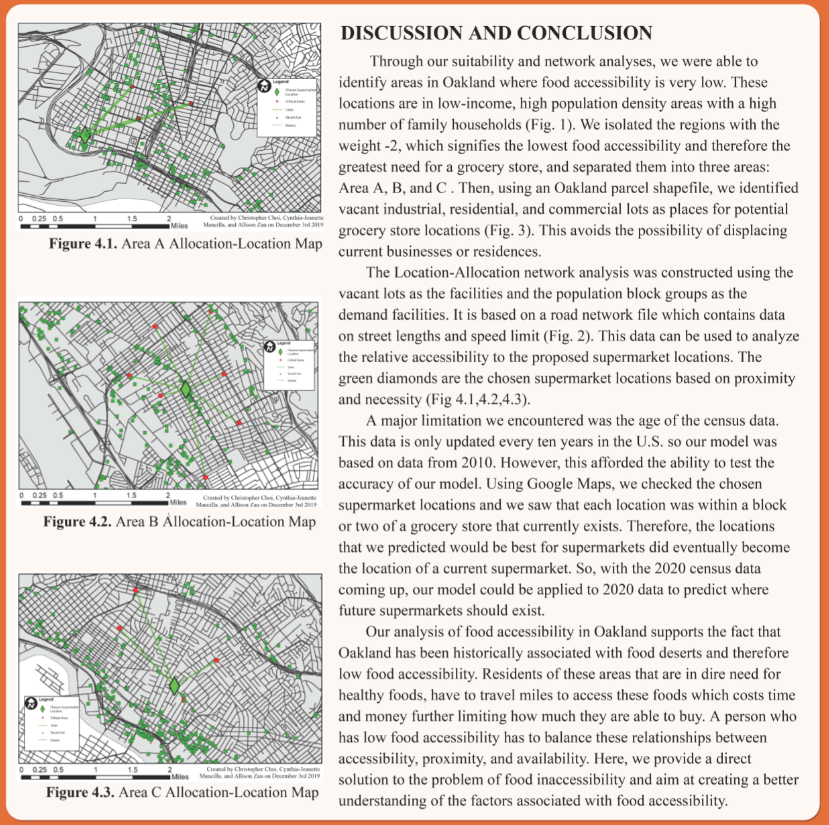 Legend
Chosen Supermarket
Location
Critical Areas
Lines
Vacant Lot
Streets
0 0.25 0.5 1 1.5 2
Miles
Created by Christopher Choi, Cynthia-Jeanette
Mancilla, and Allison Zau on December 3rd 2019
Figure 4.1. Area A Allocation-Location Map
Legend
Chosen Supermarket
Location
Critical Areas
Lines
Vacant Lot
Streets
0 0.25 0.5 1 1.5 2
Miles
Created by Christopher Choi, Cynthia-Jeanette
Mancilla, and Allison Zau on December 3rd 2019
Figure 4.2. Area B Allocation-Location Map
Legend
Chosen Supermarket
Location
Critical Areas
Lines
Vacant Lot
Streets
0 0.25 0.5 1 1.5 2
Miles
Created by Christopher Choi, Cynthia-Jeanette
Mancilla, and Allison Zau on December 3rd 2019
Figure 4.3. Area C Allocation-Location Map
DISCUSSION AND CONCLUSION
Through our suitability and network analyses, we were able to
identify areas in Oakland where food accessibility is very low. These
locations are in low-income, high population density areas with a high
number of family households (Fig. 1). We isolated the regions with the
weight -2, which signifies the lowest food accessibility and therefore the
greatest need for a grocery store, and separated them into three areas:
Area A, B, and C . Then, using an Oakland parcel shapefile, we identified
vacant industrial, residential, and commercial lots as places for potential
grocery store locations (Fig. 3). This avoids the possibility of displacing
current businesses or residences.
The Location-Allocation network analysis was constructed using the
vacant lots as the facilities and the population block groups as the
demand facilities. It is based on a road network file which contains data
on street lengths and speed limit (Fig. 2). This data can be used to analyze
the relative accessibility to the proposed supermarket locations. The
green diamonds are the chosen supermarket locations based on proximity
and necessity (Fig 4.1,4.2,4.3).
A major limitation we encountered was the age of the census data.
This data is only updated every ten years in the U.S. so our model was
based on data from 2010. However, this afforded the ability to test the
accuracy of our model. Using Google Maps, we checked the chosen
supermarket locations and we saw that each location was within a block
or two of a grocery store that currently exists. Therefore, the locations
that we predicted would be best for supermarkets did eventually become
the location of a current supermarket. So, with the 2020 census data
coming up, our model could be applied to 2020 data to predict where
future supermarkets should exist.
Our analysis of food accessibility in Oakland supports the fact that
Oakland has been historically associated with food deserts and therefore
low food accessibility. Residents of these areas that are in dire need for
healthy foods, have to travel miles to access these foods which costs time
and money further limiting how much they are able to buy. A person who
has low food accessibility has to balance these relationships between
accessibility, proximity, and availability. Here, we provide a direct
solution to the problem of food inaccessibility and aim at creating a better
understanding of the factors associated with food accessibility.